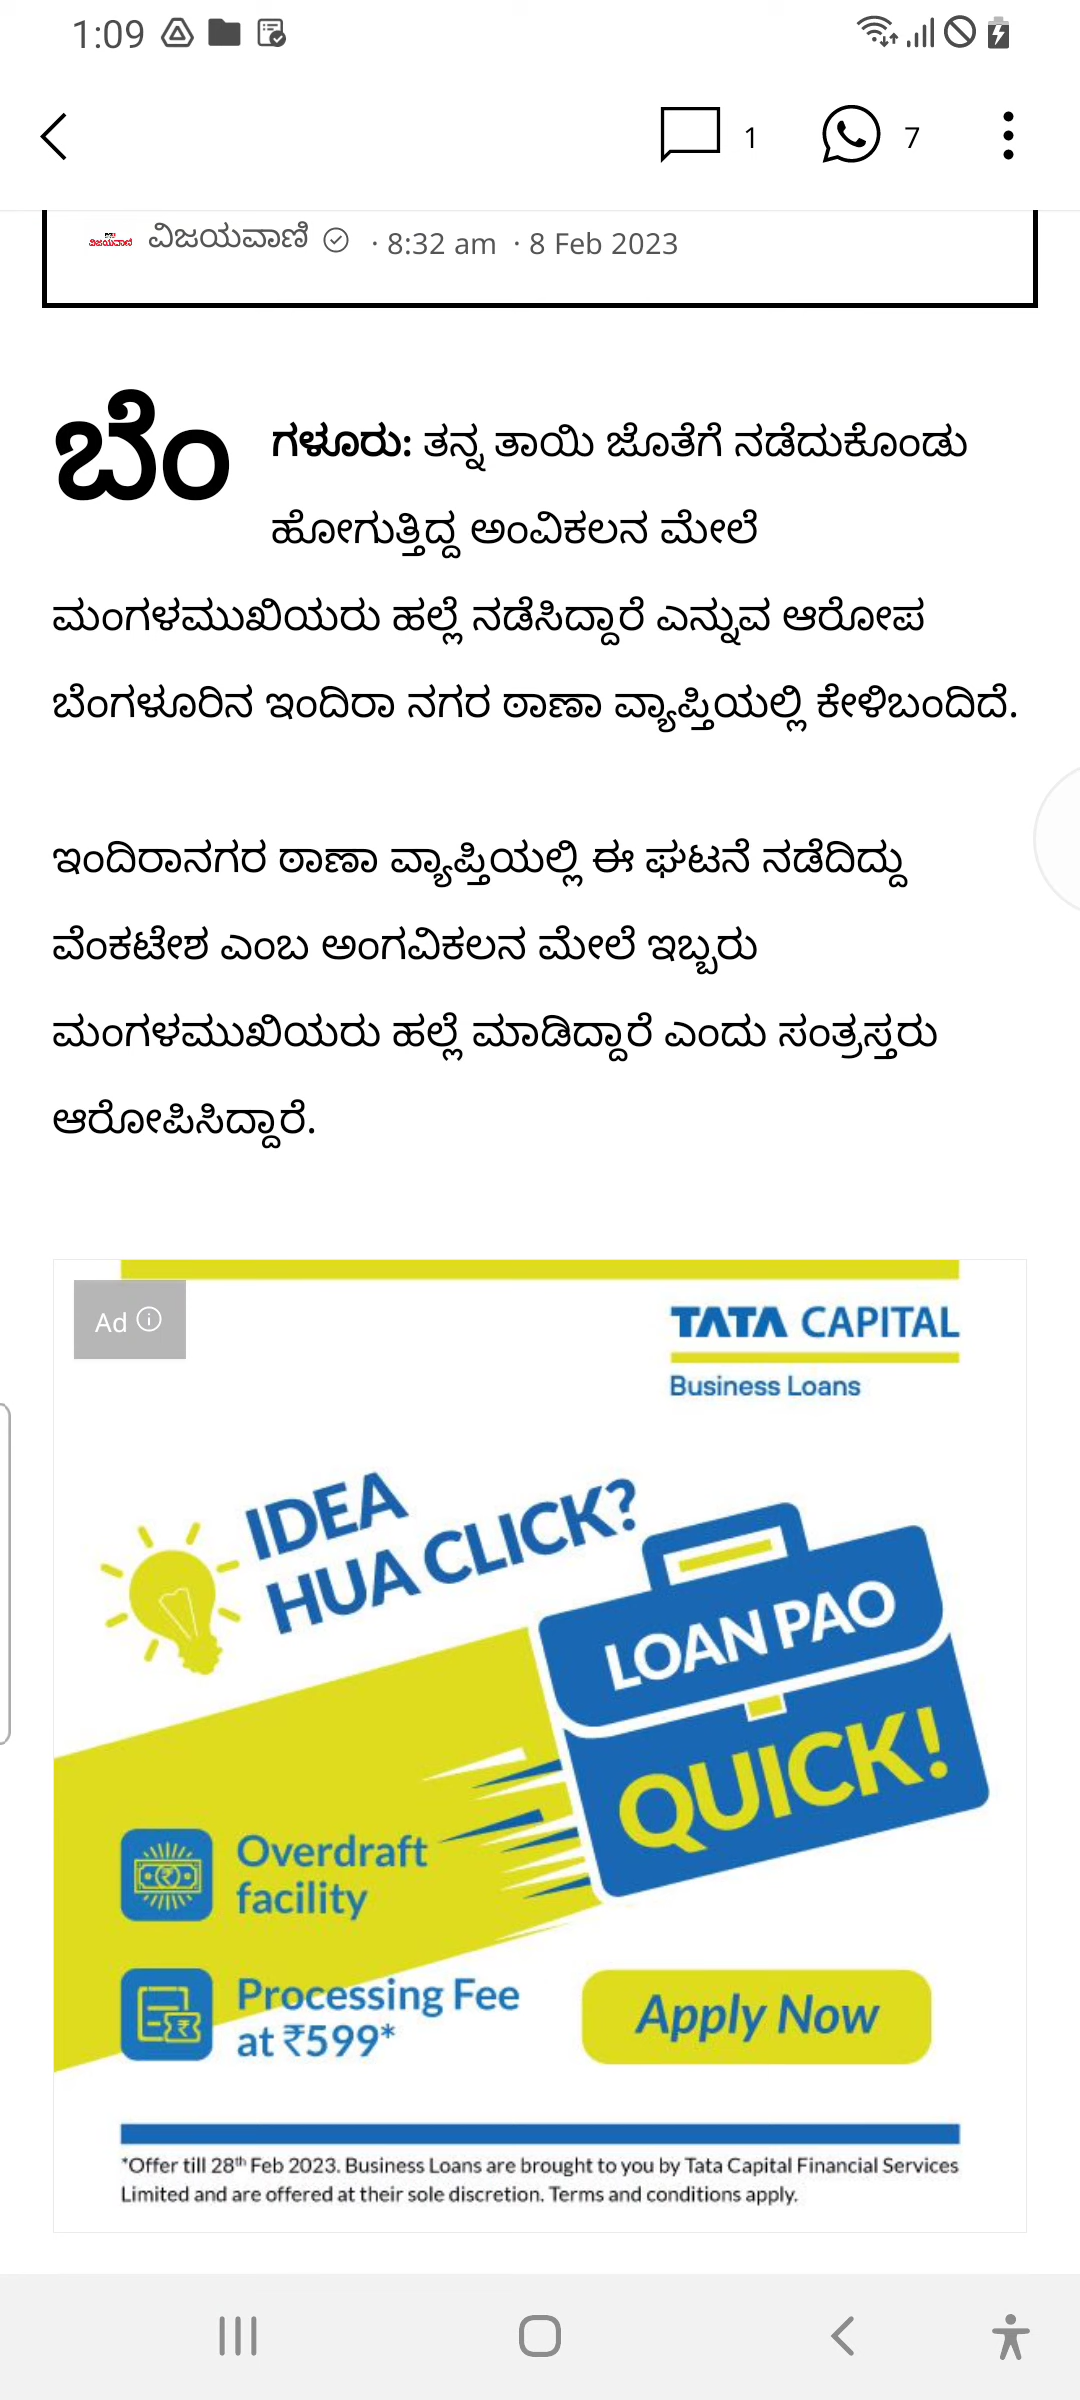 1:09
1
7
ವಿಜಯವಾಣಿ · 8:32 am · 8 Feb 2023
ಬೆಂಗಳೂರು: ತನ್ನ ತಾಯಿ ಜೊತೆಗೆ ನಡೆದುಕೊಂಡು
ಹೋಗುತ್ತಿದ್ದ ಅಂವಿಕಲನ ಮೇಲೆ
ಮಂಗಳಮುಖಿಯರು ಹಲ್ಲೆ ನಡೆಸಿದ್ದಾರೆ ಎನ್ನುವ ಆರೋಪ
ಬೆಂಗಳೂರಿನ ಇಂದಿರಾ ನಗರ ಠಾಣಾ ವ್ಯಾಪ್ತಿಯಲ್ಲಿ ಕೇಳಿಬಂದಿದೆ.
ಇಂದಿರಾನಗರ ಠಾಣಾ ವ್ಯಾಪ್ತಿಯಲ್ಲಿ ಈ ಘಟನೆ ನಡೆದಿದ್ದು
ವೆಂಕಟೇಶ ಎಂಬ ಅಂಗವಿಕಲನ ಮೇಲೆ ಇಬ್ಬರು
ಮಂಗಳಮುಖಿಯರು ಹಲ್ಲೆ ಮಾಡಿದ್ದಾರೆ ಎಂದು ಸಂತ್ರಸ್ತರು
ಆರೋಪಿಸಿದ್ದಾರೆ.
Ad
TATA CAPITAL
Business Loans
IDEA
HUA CLICK?
LOAN PAO
QUICK!
Overdraft
facility
Processing Fee
at ₹599*
Apply Now
*Offer till 28th Feb 2023. Business Loans are brought to you by Tata Capital Financial Services
Limited and are offered at their sole discretion. Terms and conditions apply.